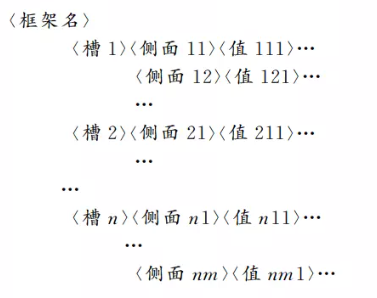 〈框架名〉
〈槽 1〉〈侧面 11〉〈值 111〉…
〈侧面 12〉〈值 121〉…
…
〈槽 2〉〈侧面 21〉〈值 211〉…
…
…
〈槽 n〉〈侧面 n1〉〈值 n11〉…
…
〈侧面 nm〉〈值 nm1〉…